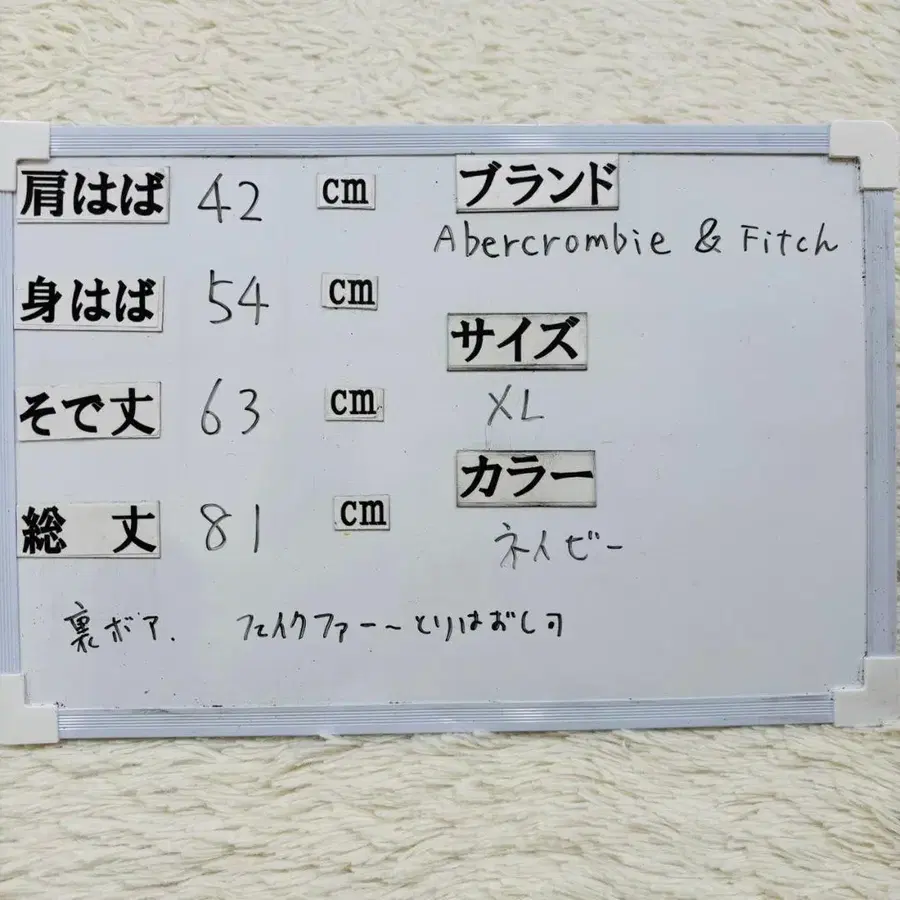 肩はば 42 cm
身はば 54 cm
そで丈 63 cm
総 丈 81 cm
ブランド
Abercrombie & Fitch
サイズ
XL
カラー
ネイビー
裏ボア. フェイクファー~とりはおし可